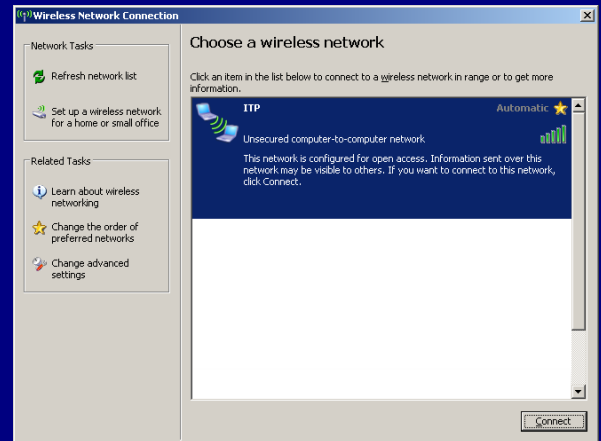 Wireless Network Connection
Network Tasks
Refresh network list
Set up a wireless network
for a home or small office
Related Tasks
Learn about wireless
networking
Change the order of
preferred networks
Change advanced
settings
Choose a wireless network
Click an item in the list below to connect to a wireless network in range or to get more
information.
ITP
Automatic
Unsecured computer-to-computer network
This network is configured for open access. Information sent over this
network may be visible to others. If you want to connect to this network,
click Connect.
Connect